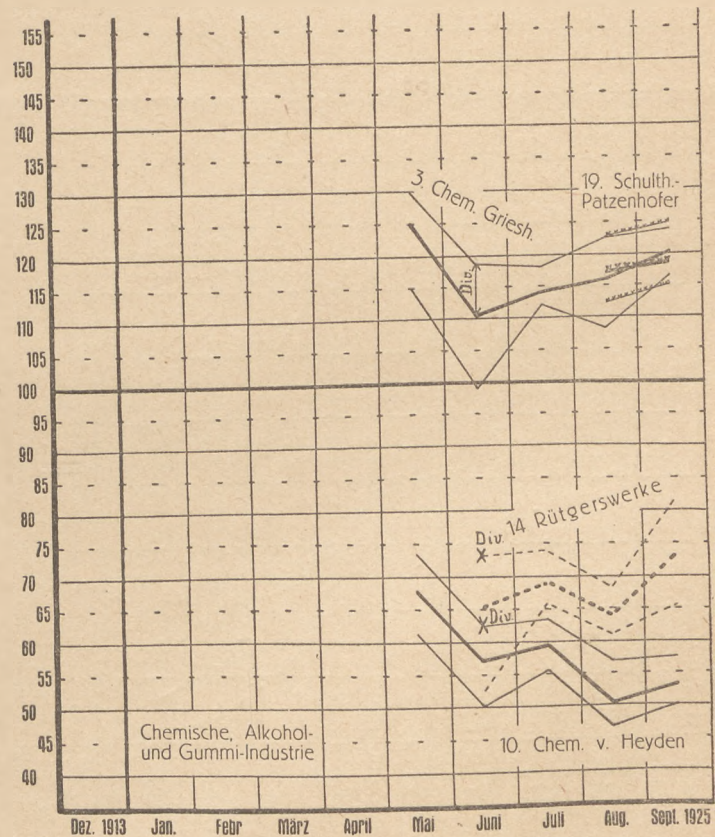 155
150
145
140
135
130
125
120
115
110
105
100
95
90
85
80
75
70
65
60
55
50
45
40
3. Chem. Griesh.
19. Schulth.-
Patzenhofer
Div.
Div. 14 Rütgerswerke
Div
10. Chem. v. Heyden
Chemische, Alkohol-
und Gummi-Industrie
Dez. 1913 Jan. Febr März April Mai Juni Juli Aug. Sept. 1925